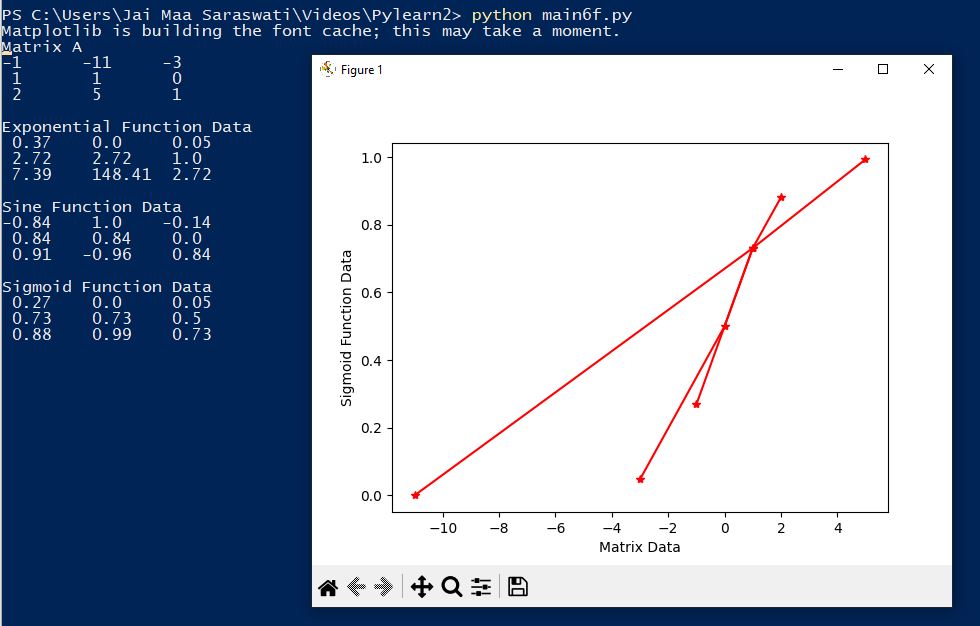 PS C:\Users\Jai Maa Saraswati\Videos\Pylearn2> python main6f.py
Matplotlib is building the font cache; this may take a moment.
Matrix A
-1 -11 -3
1 1 0
2 5 1
Exponential Function Data
0.37 0.0 0.05
2.72 2.72 1.0
7.39 148.41 2.72
Sine Function Data
-0.84 1.0 -0.14
0.84 0.84 0.0
0.91 -0.96 0.84
Sigmoid Function Data
0.27 0.0 0.05
0.73 0.73 0.5
0.88 0.99 0.73
Figure 1
1.0
0.8
0.6
0.4
0.2
0.0
Sigmoid Function Data
−10 −8 −6 −4 −2 0 2 4
Matrix Data